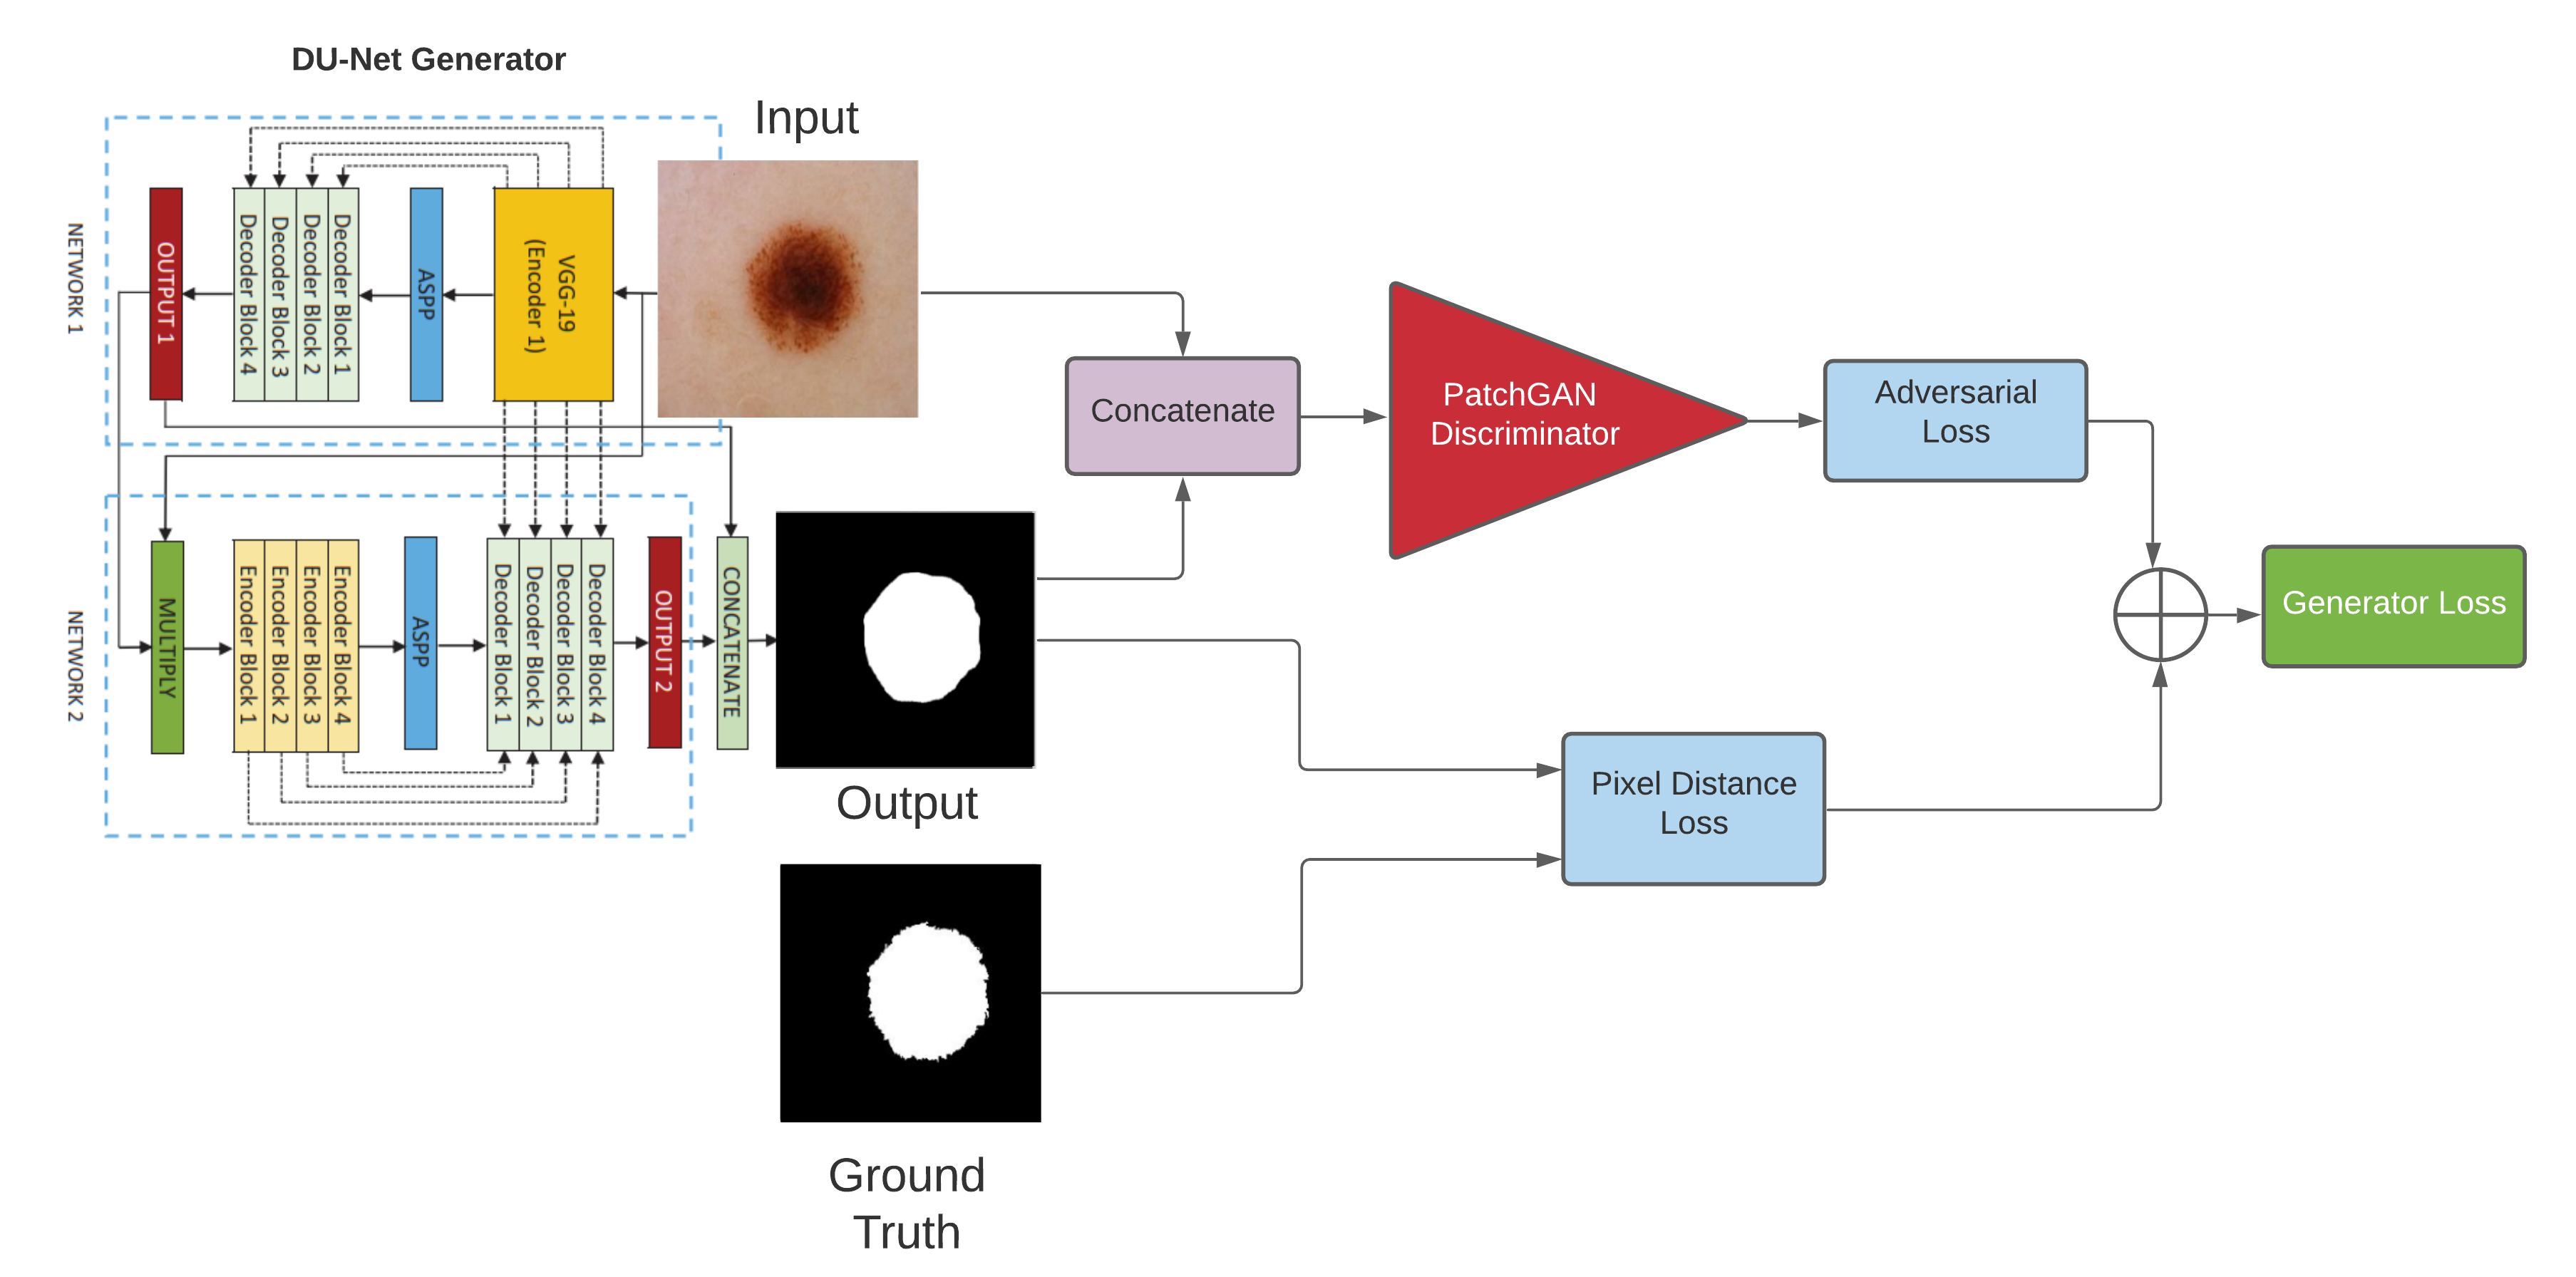 DU-Net Generator
Input
NETWORK 1
OUTPUT 1
Decoder Block 4
Decoder Block 3
Decoder Block 2
Decoder Block 1
ASPP
VGG-19
(Encoder 1)
Concatenate
PatchGAN
Discriminator
Adversarial
Loss
NETWORK 2
MULTIPLY
Encoder Block 1
Encoder Block 2
Encoder Block 3
Encoder Block 4
ASPP
Decoder Block 1
Decoder Block 2
Decoder Block 3
Decoder Block 4
OUTPUT 2
CONCATENATE
Output
Generator Loss
Pixel Distance
Loss
Ground
Truth